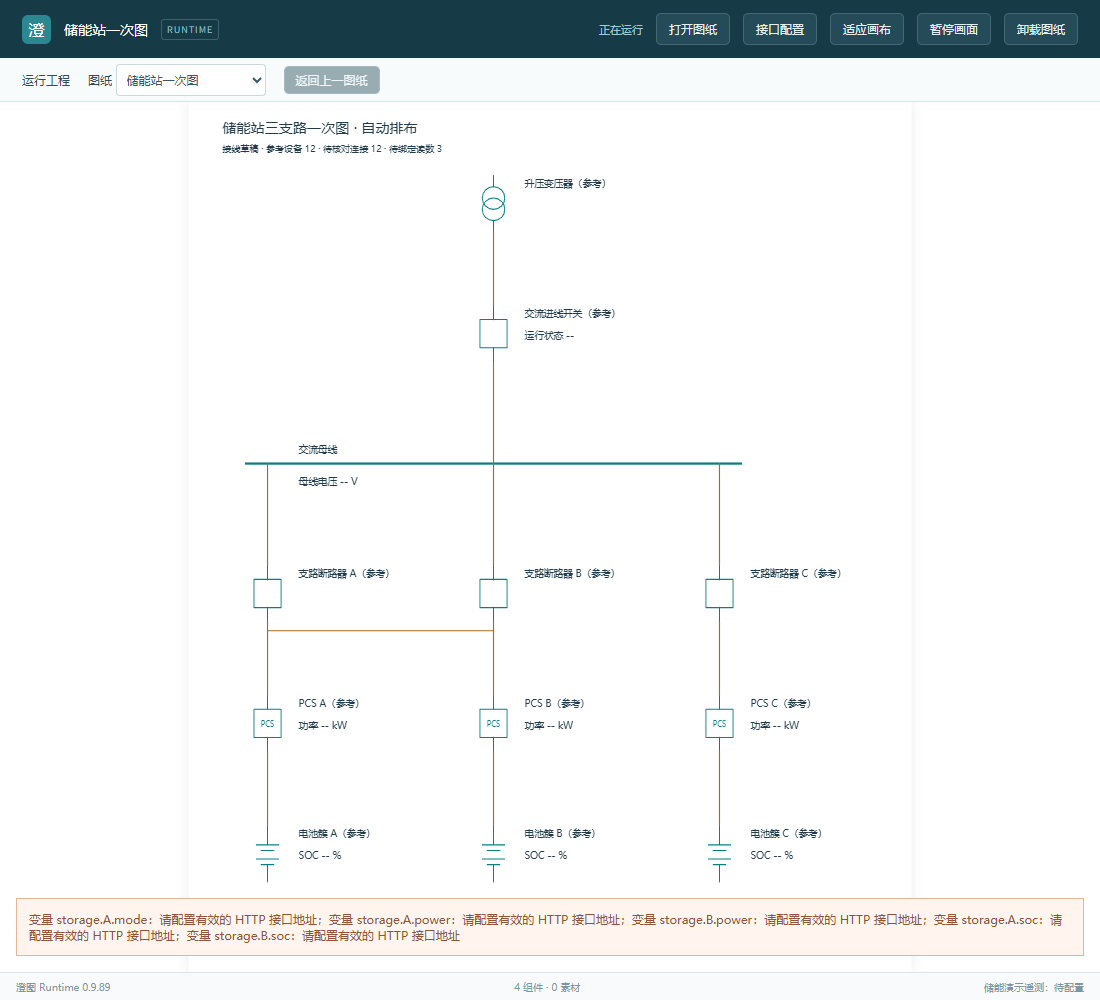 澄 储能站一次图 RUNTIME 正在运行 打开图纸 接口配置 适应画布 暂停画面 卸载图纸
运行工程 图纸 储能站一次图 返回上一图纸
储能站三支路一次图 · 自动排布
接线草稿 · 参考设备 12 · 待核对连接 12 · 待绑定读数 3
升压变压器（参考）
交流进线开关（参考）
运行状态 --
交流母线
母线电压 -- V
支路断路器 A（参考） 支路断路器 B（参考） 支路断路器 C（参考）
PCS A（参考） PCS B（参考） PCS C（参考）
PCS 功率 -- kW PCS 功率 -- kW PCS 功率 -- kW
电池簇 A（参考） 电池簇 B（参考） 电池簇 C（参考）
SOC -- % SOC -- % SOC -- %
变量 storage.A.mode：请配置有效的 HTTP 接口地址；变量 storage.A.power：请配置有效的 HTTP 接口地址；变量 storage.B.power：请配置有效的 HTTP 接口地址；变量 storage.A.soc：请
配置有效的 HTTP 接口地址；变量 storage.B.soc：请配置有效的 HTTP 接口地址
澄图 Runtime 0.9.89 4 组件 · 0 素材 储能演示遥测：待配置